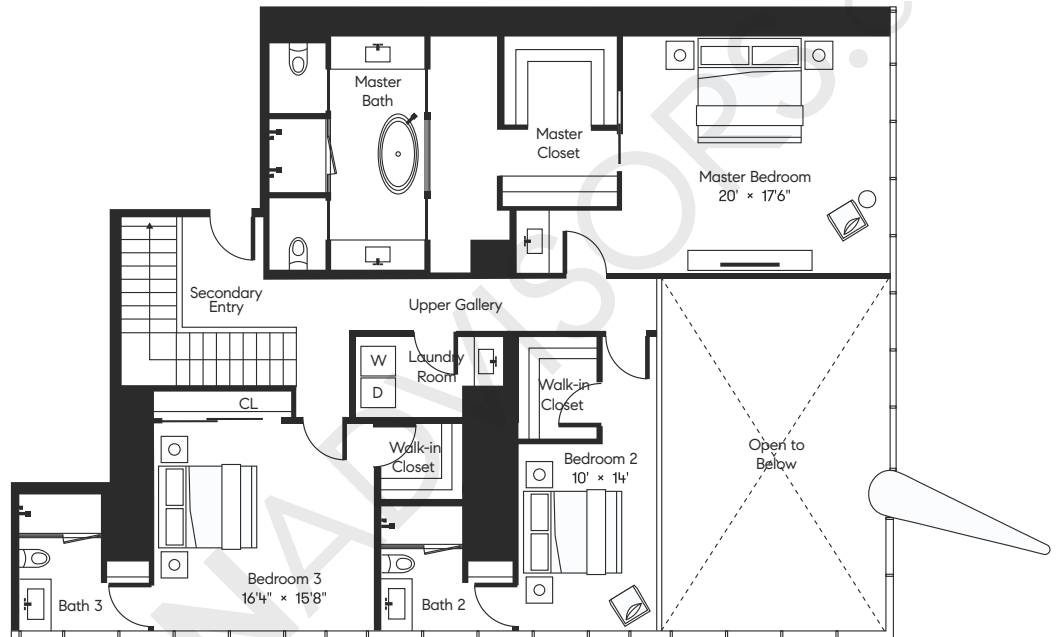 Master
Bath
Master
Closet
Master Bedroom
20' × 17'6"
Secondary
Entry
Upper Gallery
W
D
Laundry
Room
CL
Walk-in
Closet
Walk-in
Closet
Bedroom 2
10' × 14'
Open to
Below
Bedroom 3
16'4" × 15'8"
Bath 3
Bath 2
NADVISORS.c